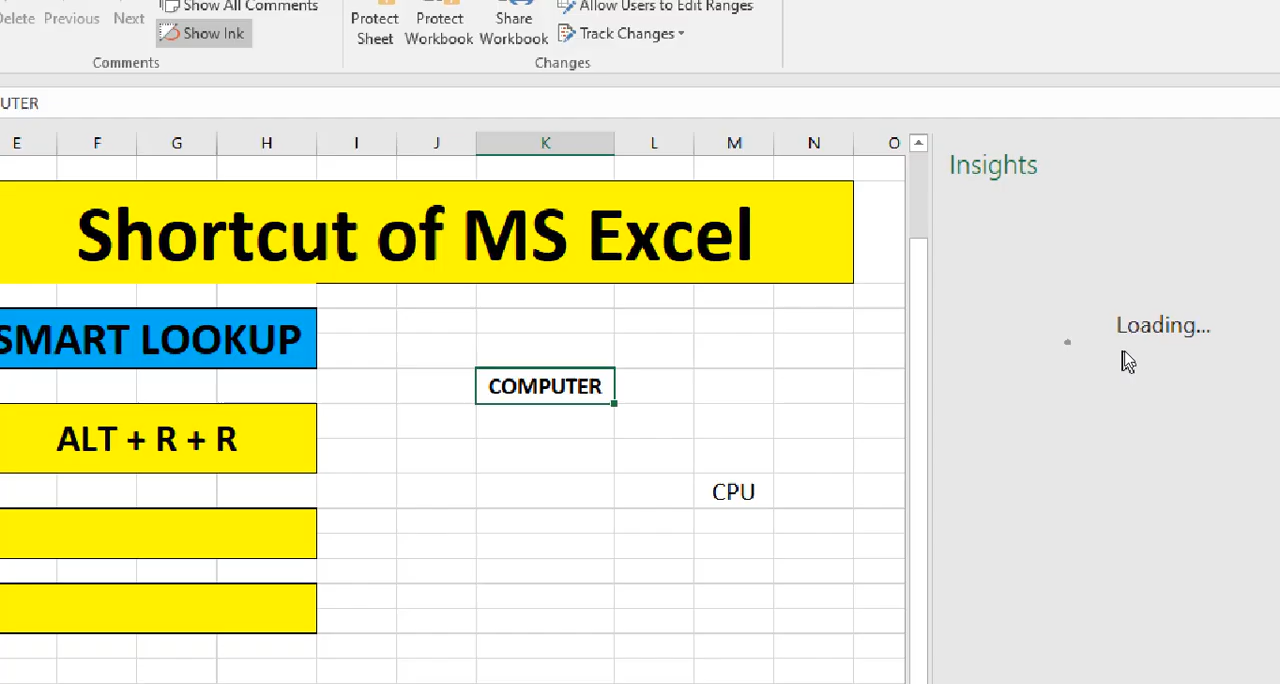 Show All Comments
Delete Previous Next
Show Ink
Comments
Protect Sheet
Protect Workbook
Share Workbook
Allow Users to Edit Ranges
Track Changes
Changes
UTER
E F G H I J K L M N O
Insights
Shortcut of MS Excel
Loading...
SMART LOOKUP
COMPUTER
ALT + R + R
CPU